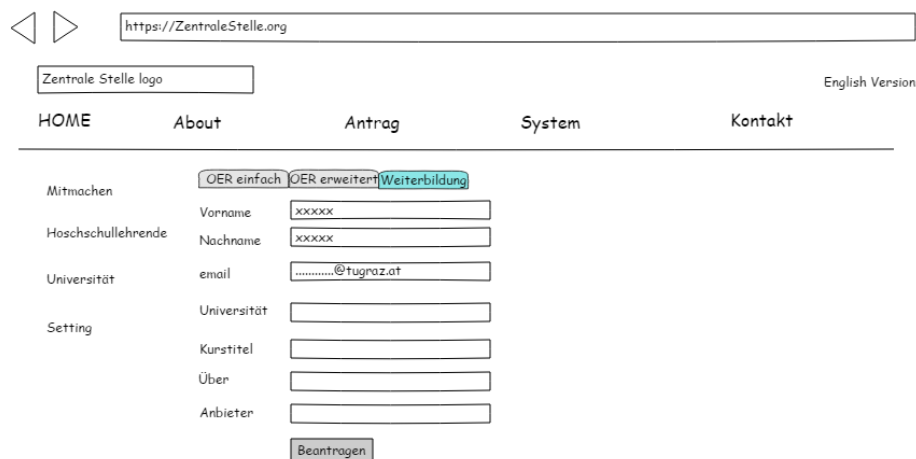 https://ZentraleStelle.org
Zentrale Stelle logo
English Version
HOME About Antrag System Kontakt
OER einfach OER erweitert Weiterbildung
Mitmachen
Vorname xxxxx
Hoschschullehrende
Nachname xxxxx
Universität
email ............@tugraz.at
Universität
Setting
Kurstitel
Über
Anbieter
Beantragen